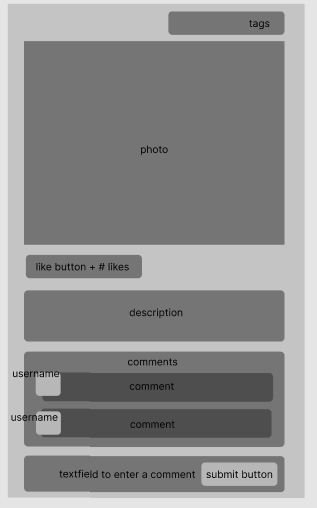 tags
photo
like button + # likes
description
comments
username
comment
username
comment
textfield to enter a comment
submit button